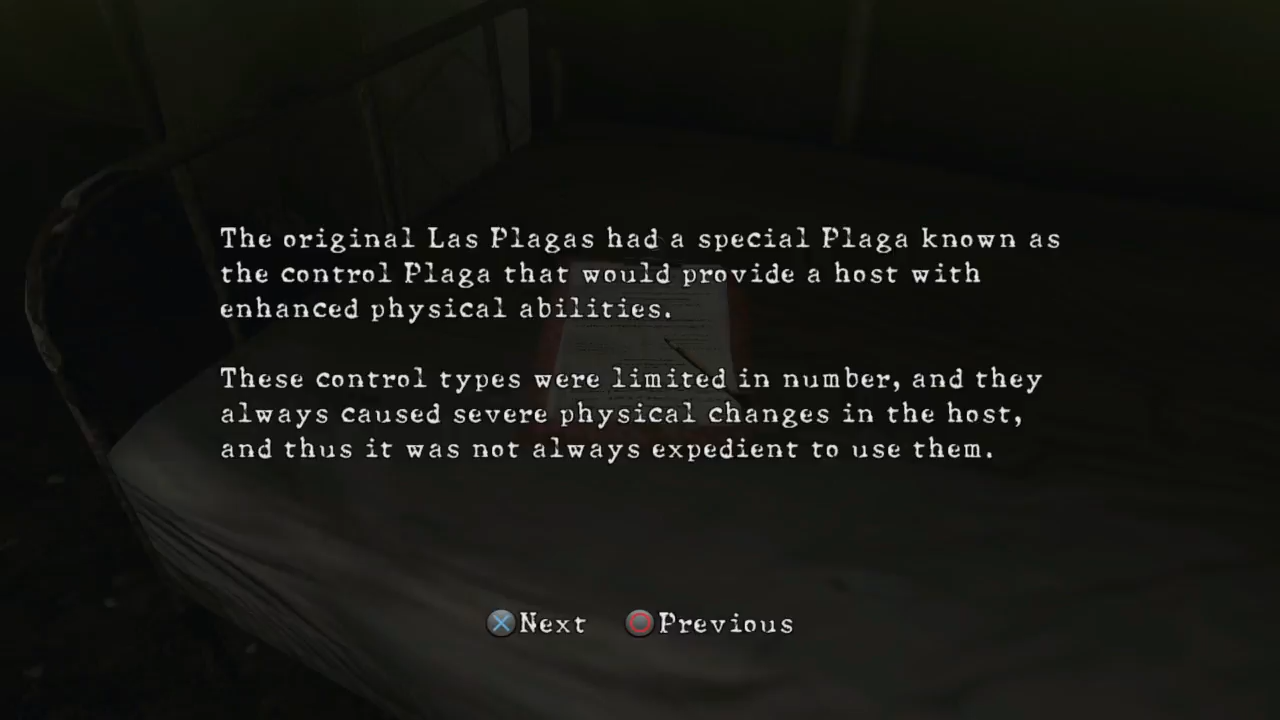 The original Las Plagas had a special Plaga known as
the control Plaga that would provide a host with
enhanced physical abilities.
These control types were limited in number, and they
always caused severe physical changes in the host,
and thus it was not always expedient to use them.
Next Previous